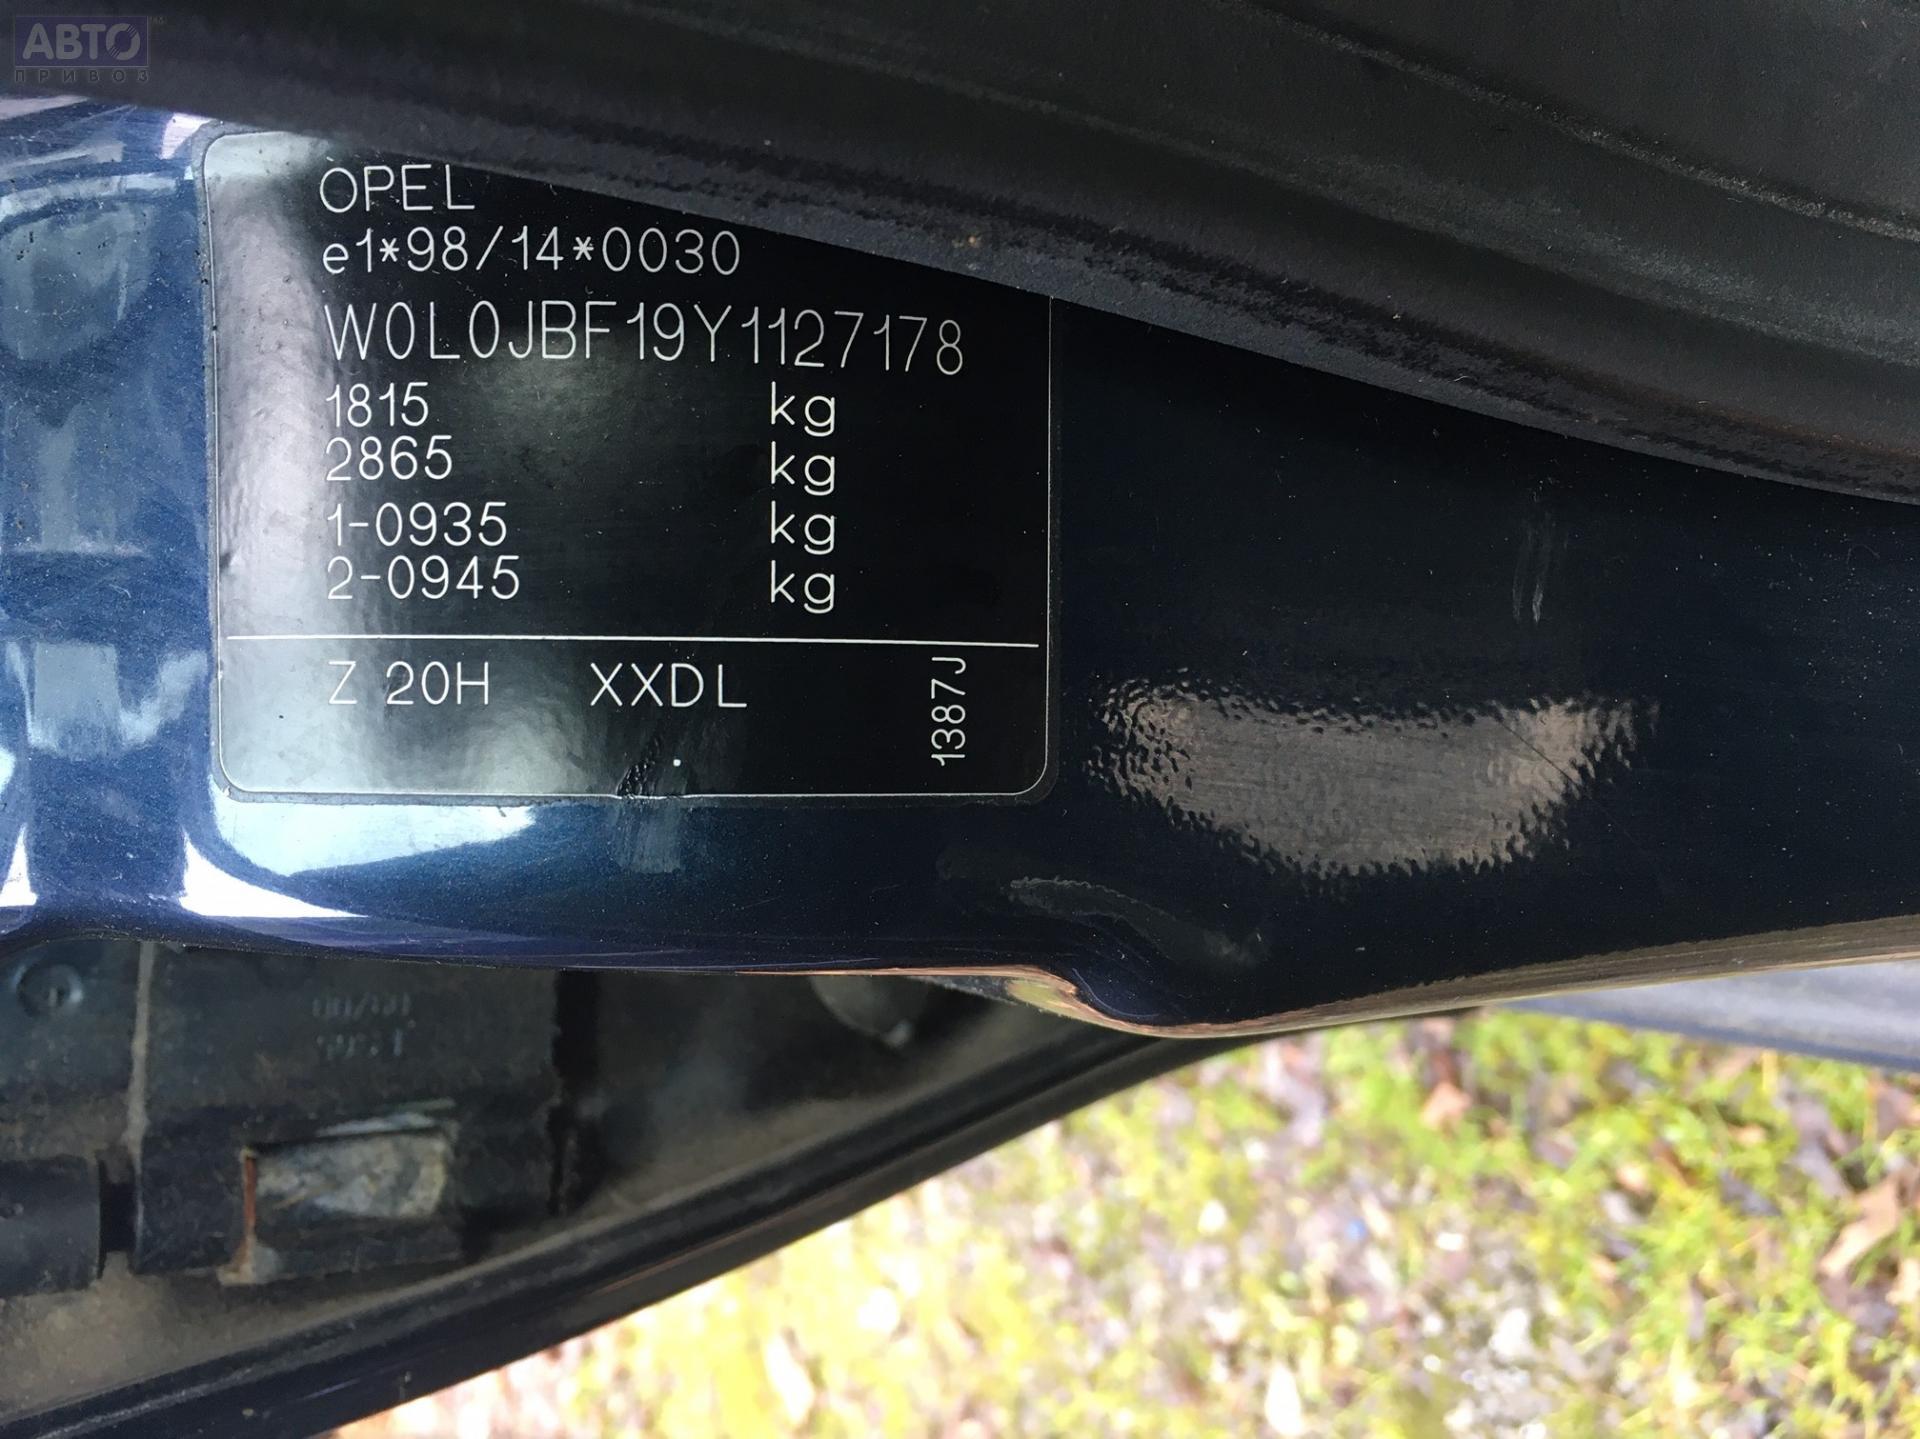 АВТО
ПРИВОЗ
OPEL
e1*98/14*0030
W0L0JBF19Y1127178
1815 kg
2865 kg
1-0935 kg
2-0945 kg
Z 20H XXDL
1387J